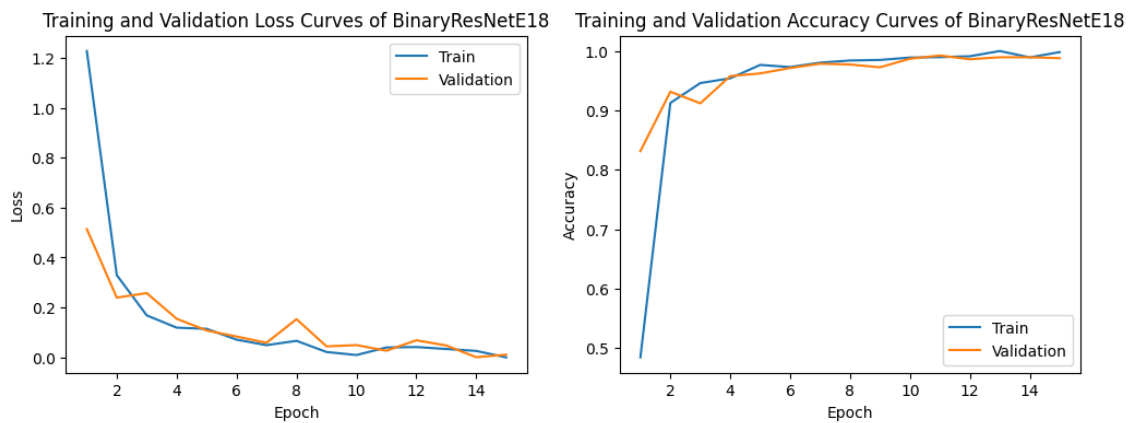 Training and Validation Loss Curves of BinaryResNetE18
Train
Validation
1.2
1.0
0.8
0.6
0.4
0.2
0.0
Loss
2 4 6 8 10 12 14
Epoch
Training and Validation Accuracy Curves of BinaryResNetE18
1.0
0.9
0.8
0.7
0.6
0.5
Accuracy
Train
Validation
2 4 6 8 10 12 14
Epoch